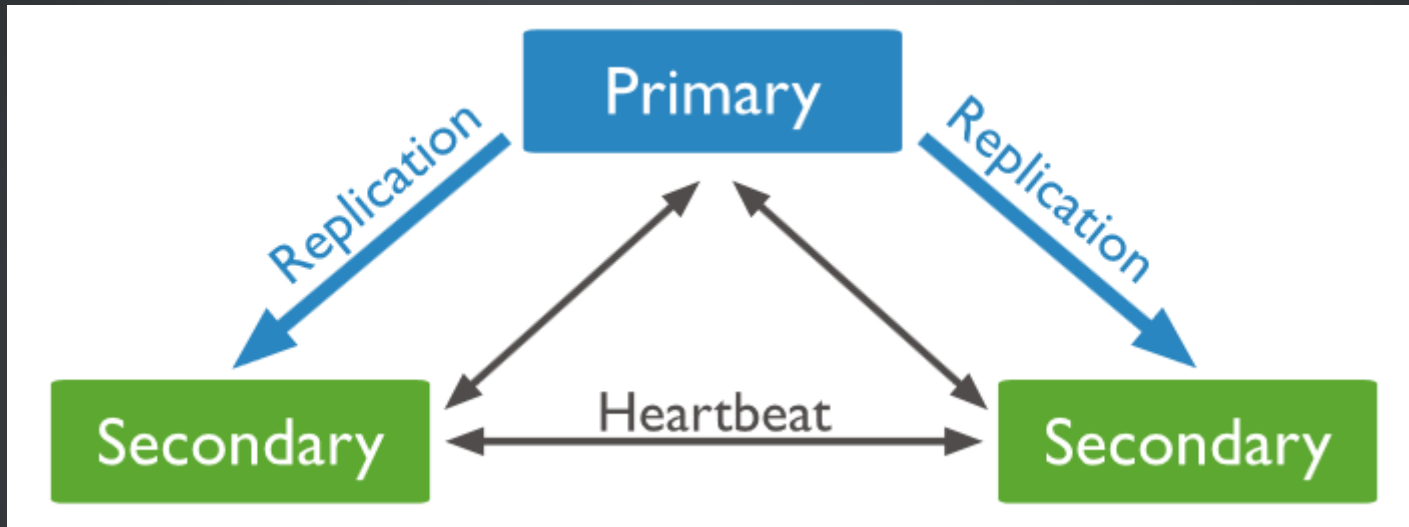 Primary
Replication
Replication
Heartbeat
Secondary
Secondary